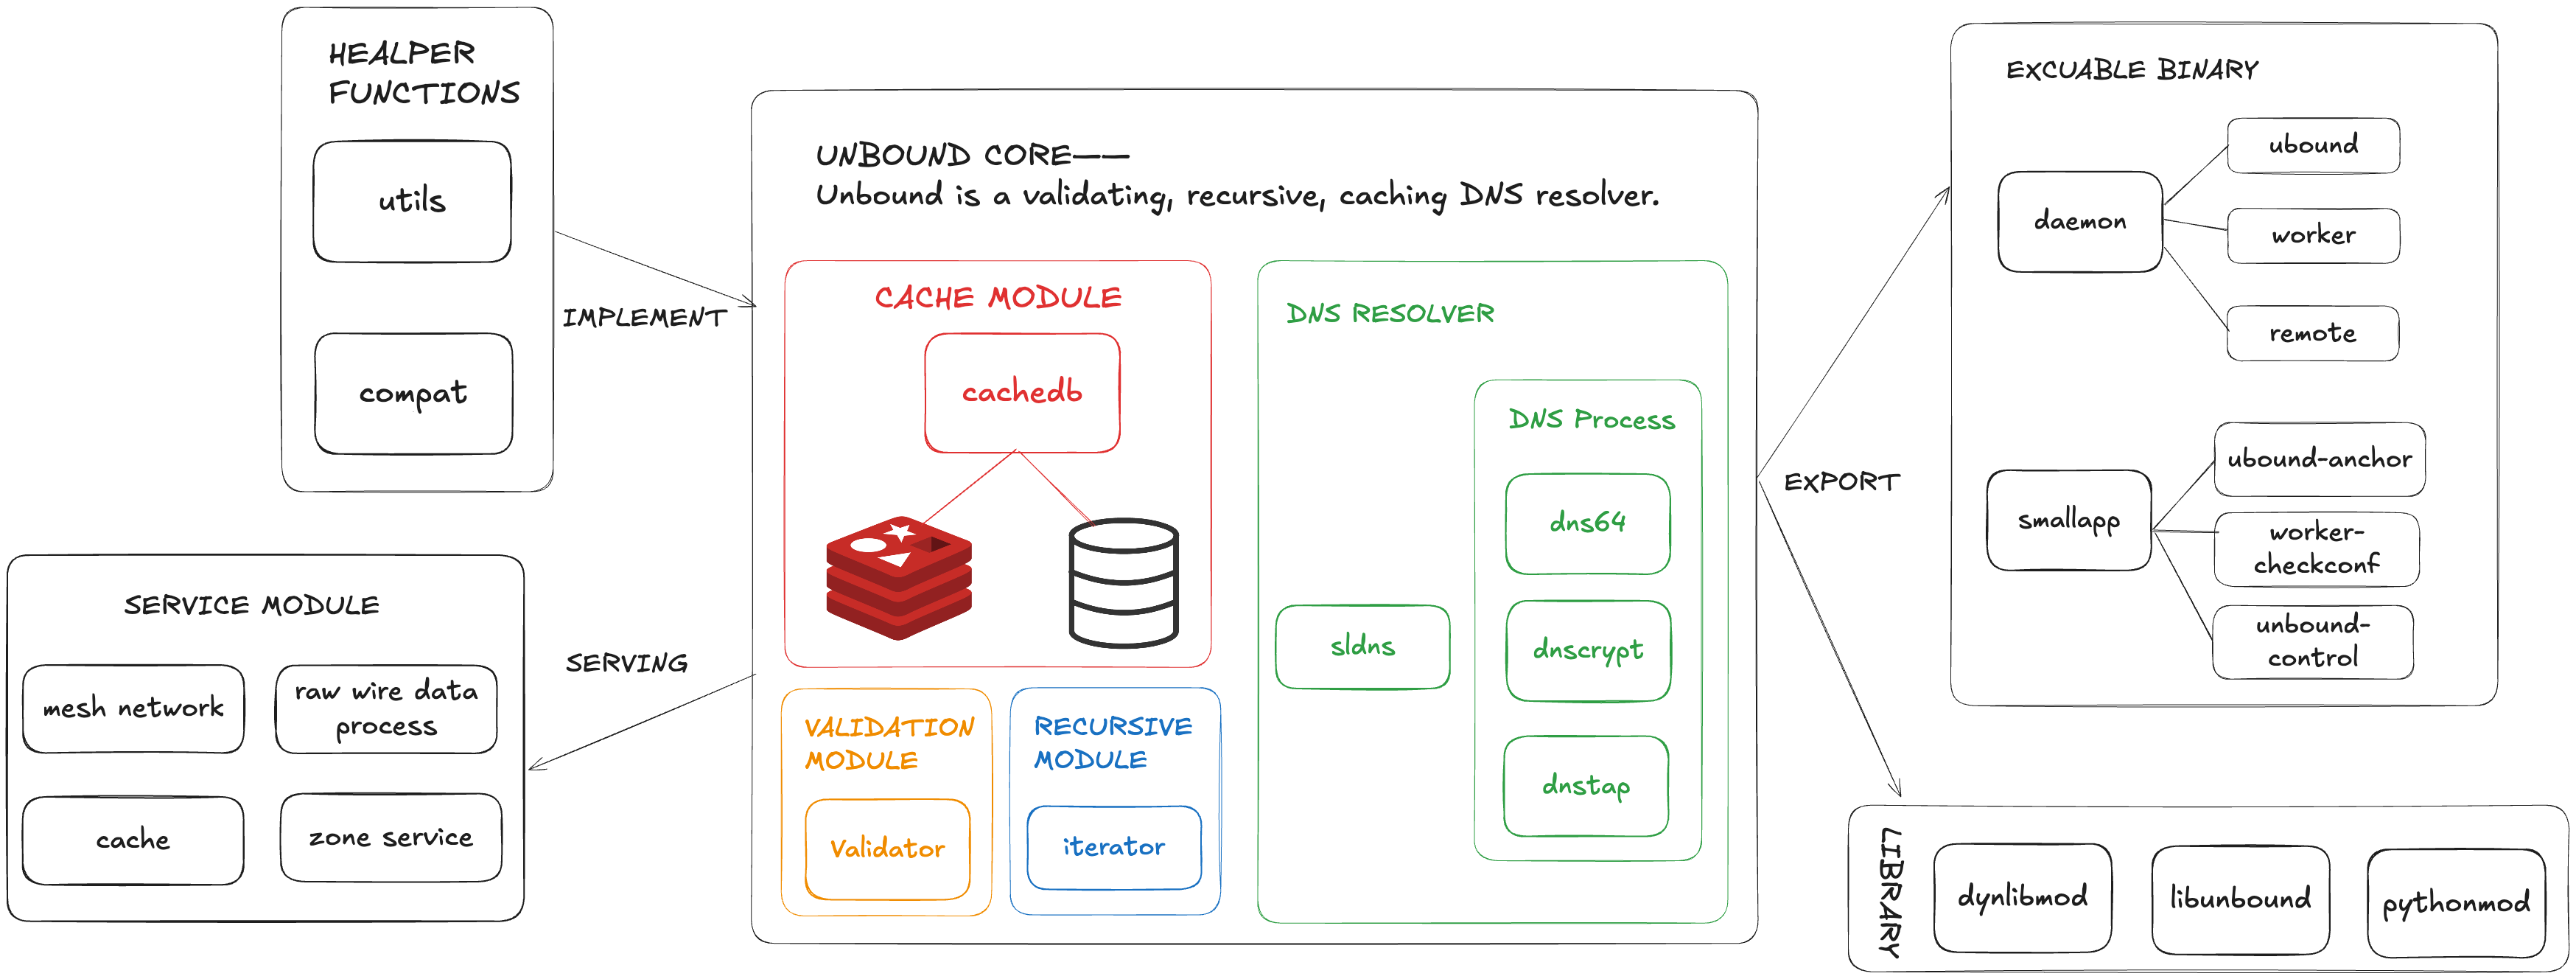 HEALPER
FUNCTIONS
utils
compat
IMPLEMENT
SERVICE MODULE
mesh network
raw wire data
process
cache
zone service
SERVING
UNBOUND CORE——
Unbound is a validating, recursive, caching DNS resolver.
CACHE MODULE
cachedb
VALIDATION
MODULE
Validator
RECURSIVE
MODULE
iterator
DNS RESOLVER
sldns
DNS Process
dns64
dnscrypt
dnstap
EXPORT
EXCUABLE BINARY
daemon
ubound
worker
remote
smallapp
ubound-anchor
worker-
checkconf
unbound-
control
LIBRARY
dynlibmod
libunbound
pythonmod